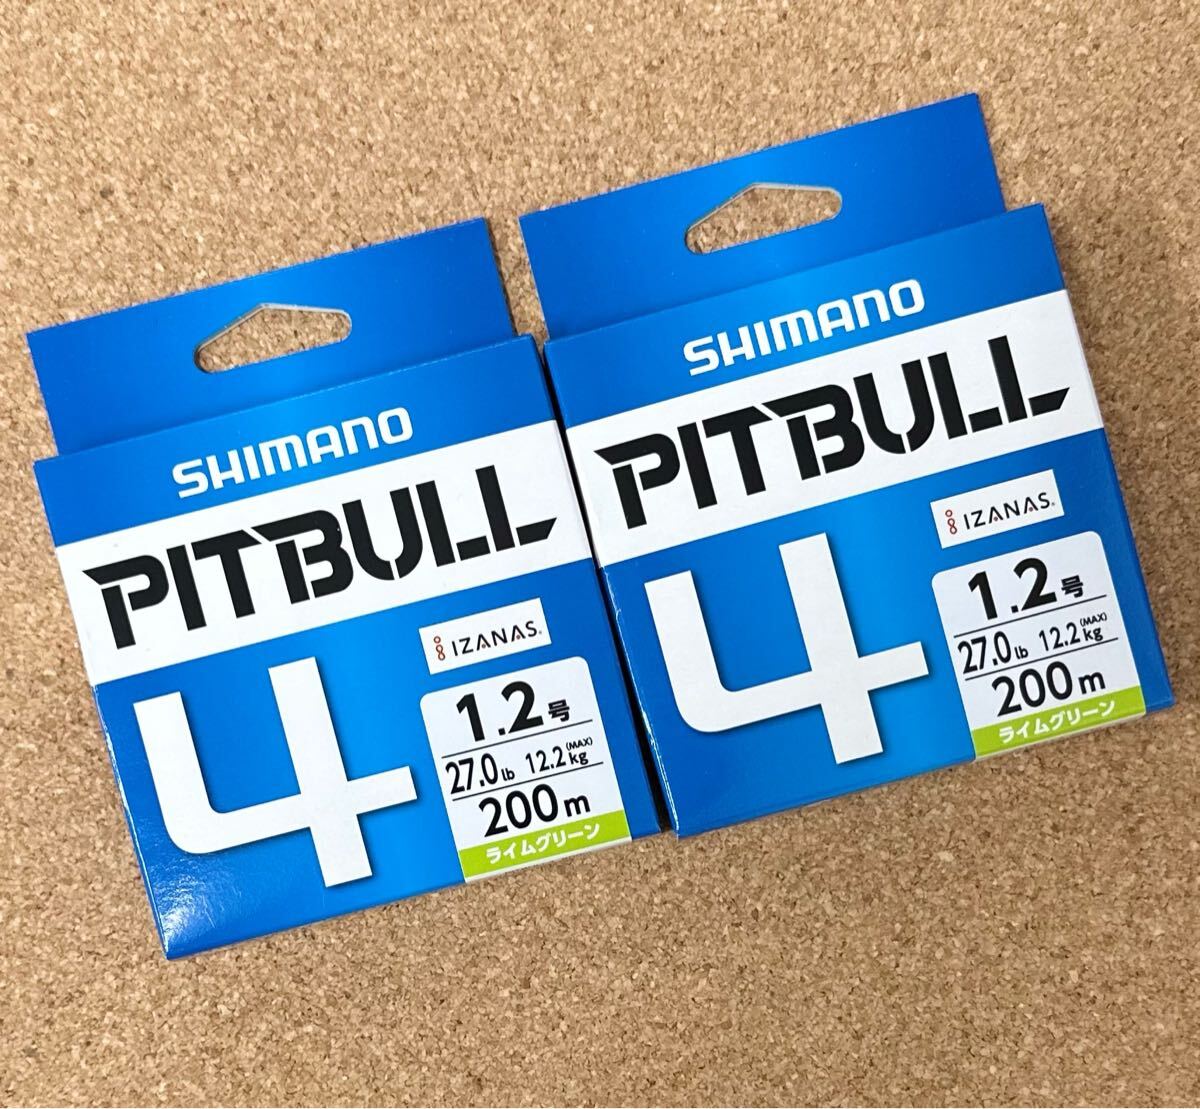 SHIMANO
PITBULL
4
IZANAS®
1.2号
27.0lb 12.2kg (MAX)
200m
ライムグリーン
SHIMANO
PITBULL
4
IZANAS®
1.2号
27.0lb 12.2kg (MAX)
200m
ライムグリーン